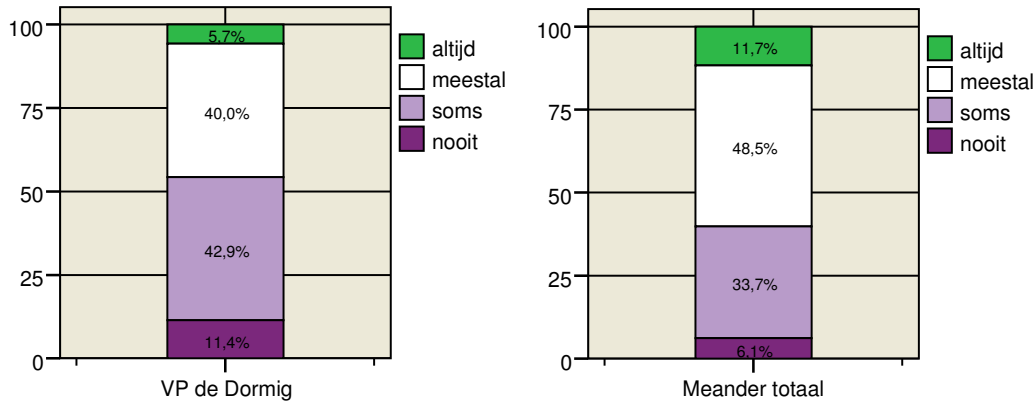 100
75
50
25
0
5,7%
40,0%
42,9%
11,4%
VP de Dormig
altijd
meestal
soms
nooit
100
75
50
25
0
11,7%
48,5%
33,7%
6,1%
Meander totaal
altijd
meestal
soms
nooit